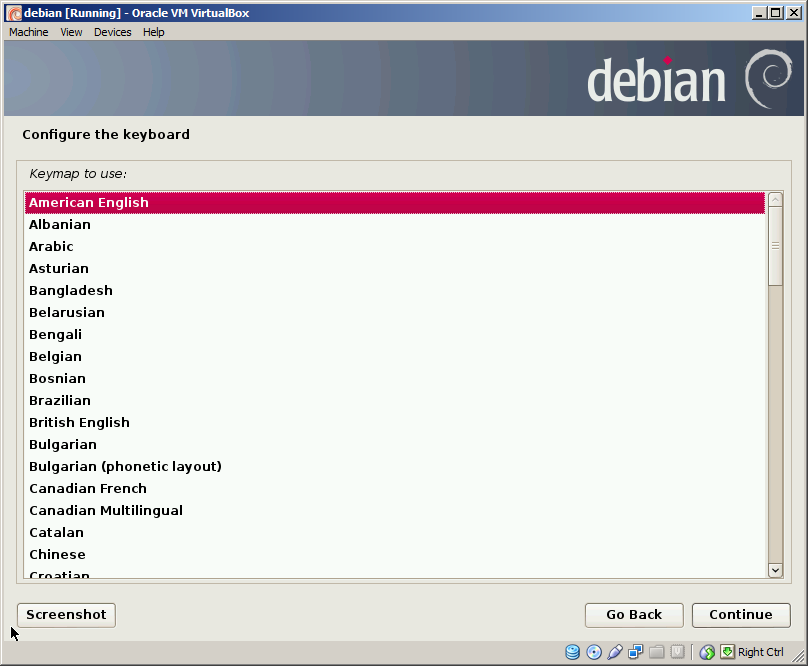 debian [Running] - Oracle VM VirtualBox
Machine View Devices Help
debian
Configure the keyboard
Keymap to use:
American English
Albanian
Arabic
Asturian
Bangladesh
Belarusian
Bengali
Belgian
Bosnian
Brazilian
British English
Bulgarian
Bulgarian (phonetic layout)
Canadian French
Canadian Multilingual
Catalan
Chinese
Croatian
Screenshot Go Back Continue
Right Ctrl